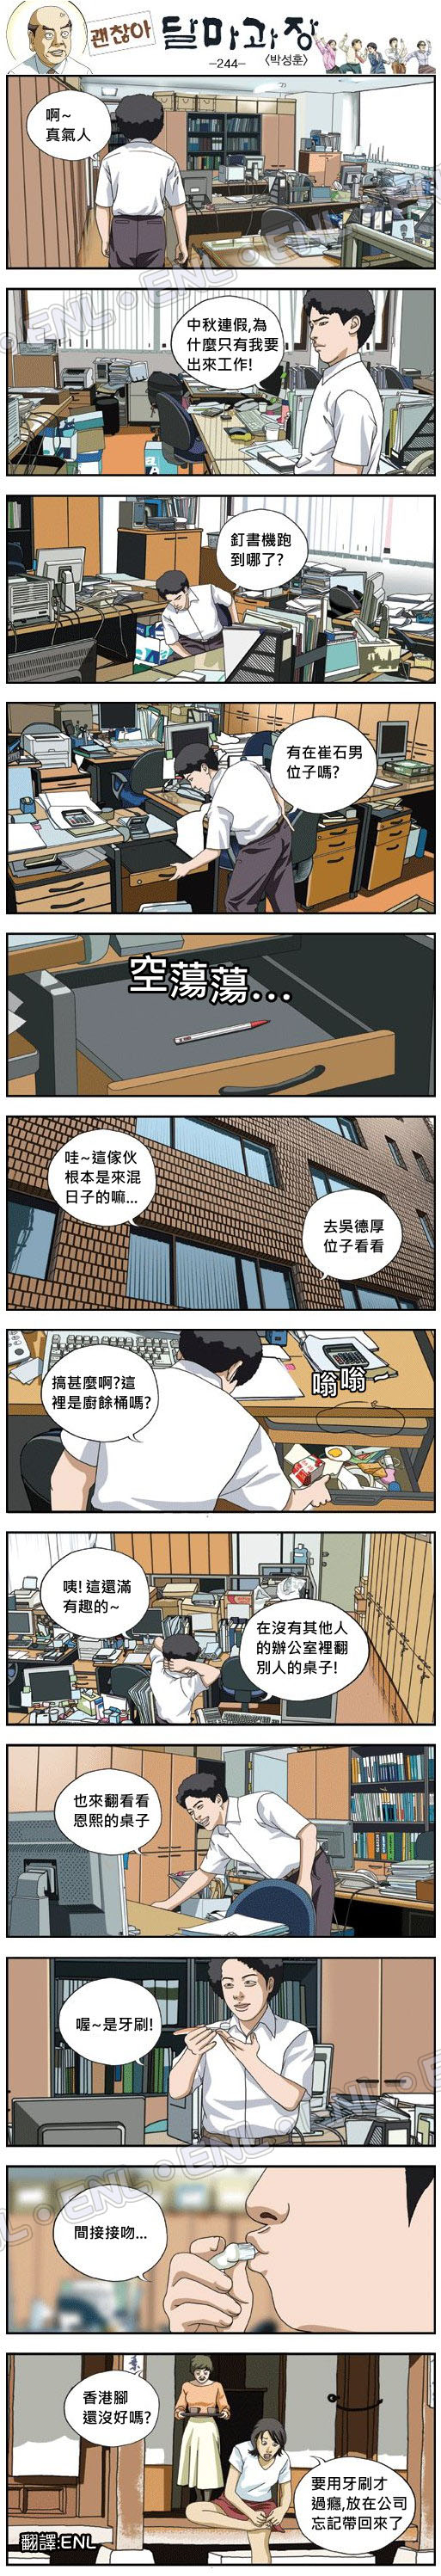 괜찮아 달마과장
-244-
〈박성훈〉
啊~
真氣人
中秋連假,為
什麼只有我要
出來工作!
釘書機跑
到哪了?
有在崔石男
位子嗎?
空蕩蕩...
哇~這傢伙
根本是來混
日子的嘛...
去吳德厚
位子看看
搞甚麼啊?這
裡是廚餘桶嗎?
嗡嗡~
咦! 這還滿
有趣的~
在沒有其他人
的辦公室裡翻
別人的桌子!
也來翻看看
恩熙的桌子
喔~是牙刷!
間接接吻...
香港腳
還沒好嗎?
要用牙刷才
過癮,放在公司
忘記帶回來了
翻譯:ENL